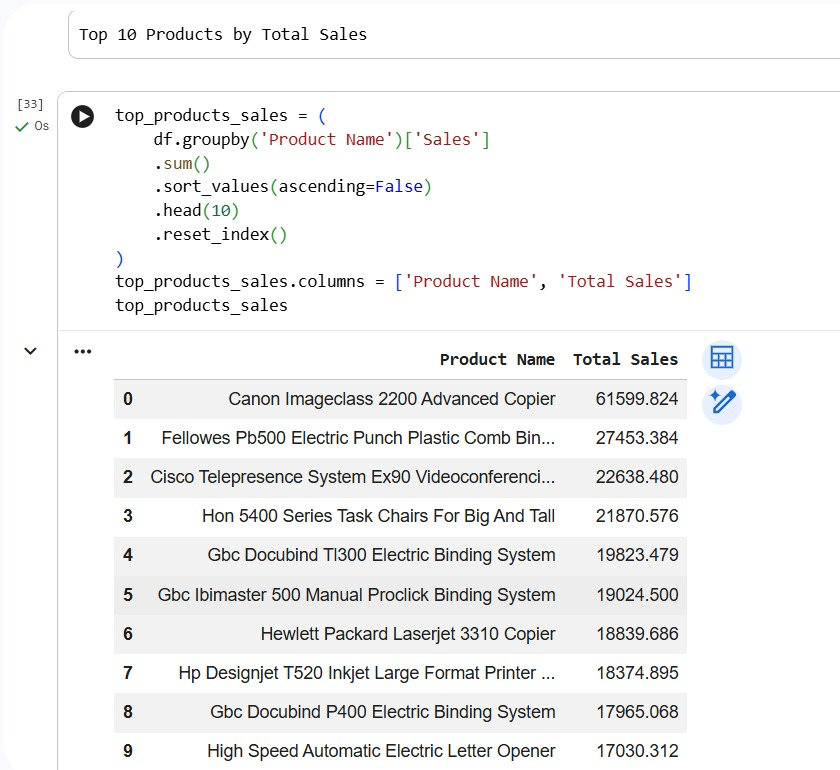 Top 10 Products by Total Sales
[33]
0s
top_products_sales = (
    df.groupby('Product Name')['Sales']
    .sum()
    .sort_values(ascending=False)
    .head(10)
    .reset_index()
)
top_products_sales.columns = ['Product Name', 'Total Sales']
top_products_sales
Product Name Total Sales
0 Canon Imageclass 2200 Advanced Copier 61599.824
1 Fellowes Pb500 Electric Punch Plastic Comb Bin... 27453.384
2 Cisco Telepresence System Ex90 Videoconferenci... 22638.480
3 Hon 5400 Series Task Chairs For Big And Tall 21870.576
4 Gbc Docubind Tl300 Electric Binding System 19823.479
5 Gbc Ibimaster 500 Manual Proclick Binding System 19024.500
6 Hewlett Packard Laserjet 3310 Copier 18839.686
7 Hp Designjet T520 Inkjet Large Format Printer ... 18374.895
8 Gbc Docubind P400 Electric Binding System 17965.068
9 High Speed Automatic Electric Letter Opener 17030.312